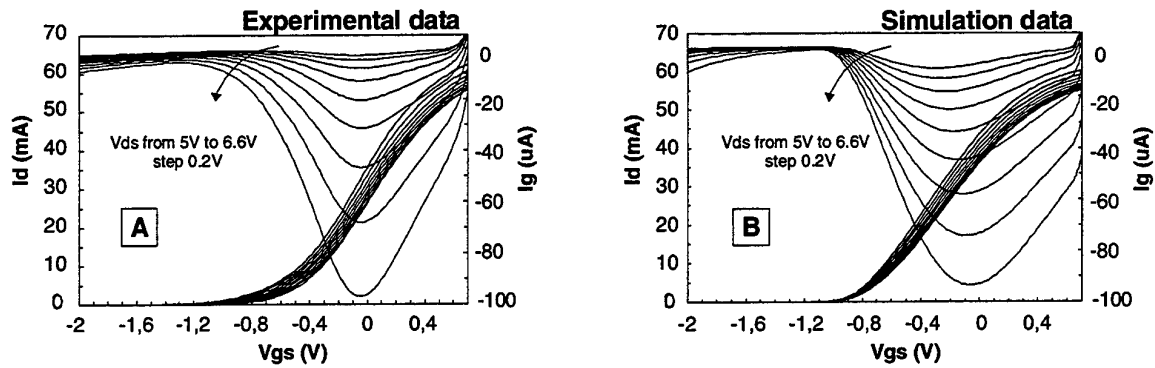 Experimental data
70
60
50
40
30
20
10
0
Id (mA)
0
-20
-40
-60
-80
-100
Ig (uA)
Vds from 5V to 6.6V
step 0.2V
A
-2 -1,6 -1,2 -0,8 -0,4 0 0,4
Vgs (V)
Simulation data
70
60
50
40
30
20
10
0
Id (mA)
0
-20
-40
-60
-80
-100
Ig (uA)
Vds from 5V to 6.6V
step 0.2V
B
-2 -1,6 -1,2 -0,8 -0,4 0 0,4
Vgs (V)